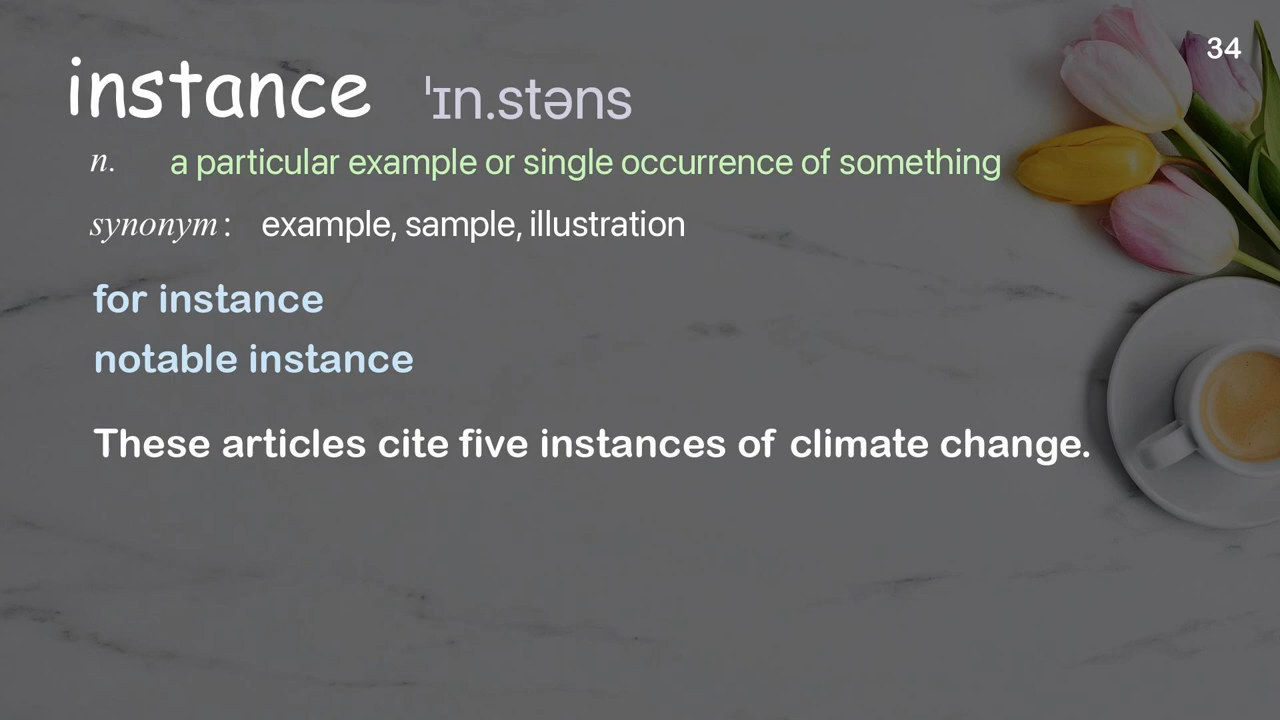 34
instance ˈɪn.stəns
n. a particular example or single occurrence of something
synonym: example, sample, illustration
for instance
notable instance
These articles cite five instances of climate change.